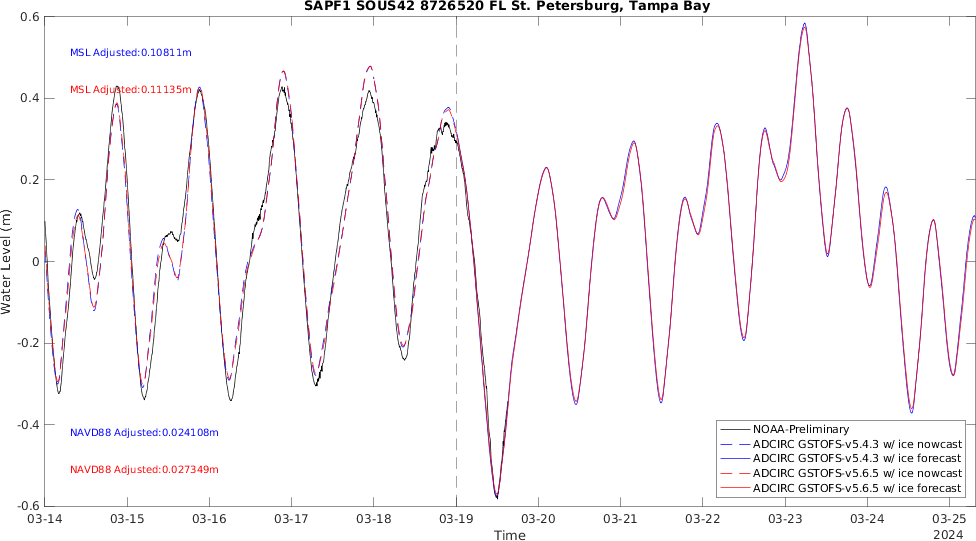 SAPF1 SOUS42 8726520 FL St. Petersburg, Tampa Bay
0.6
MSL Adjusted:0.10811m
MSL Adjusted:0.11135m
0.4
0.2
0
-0.2
-0.4
-0.6
Water Level (m)
NAVD88 Adjusted:0.024108m
NAVD88 Adjusted:0.027349m
NOAA-Preliminary
ADCIRC GSTOFS-v5.4.3 w/ ice nowcast
ADCIRC GSTOFS-v5.4.3 w/ ice forecast
ADCIRC GSTOFS-v5.6.5 w/ ice nowcast
ADCIRC GSTOFS-v5.6.5 w/ ice forecast
03-14 03-15 03-16 03-17 03-18 03-19 03-20 03-21 03-22 03-23 03-24 03-25
Time
2024